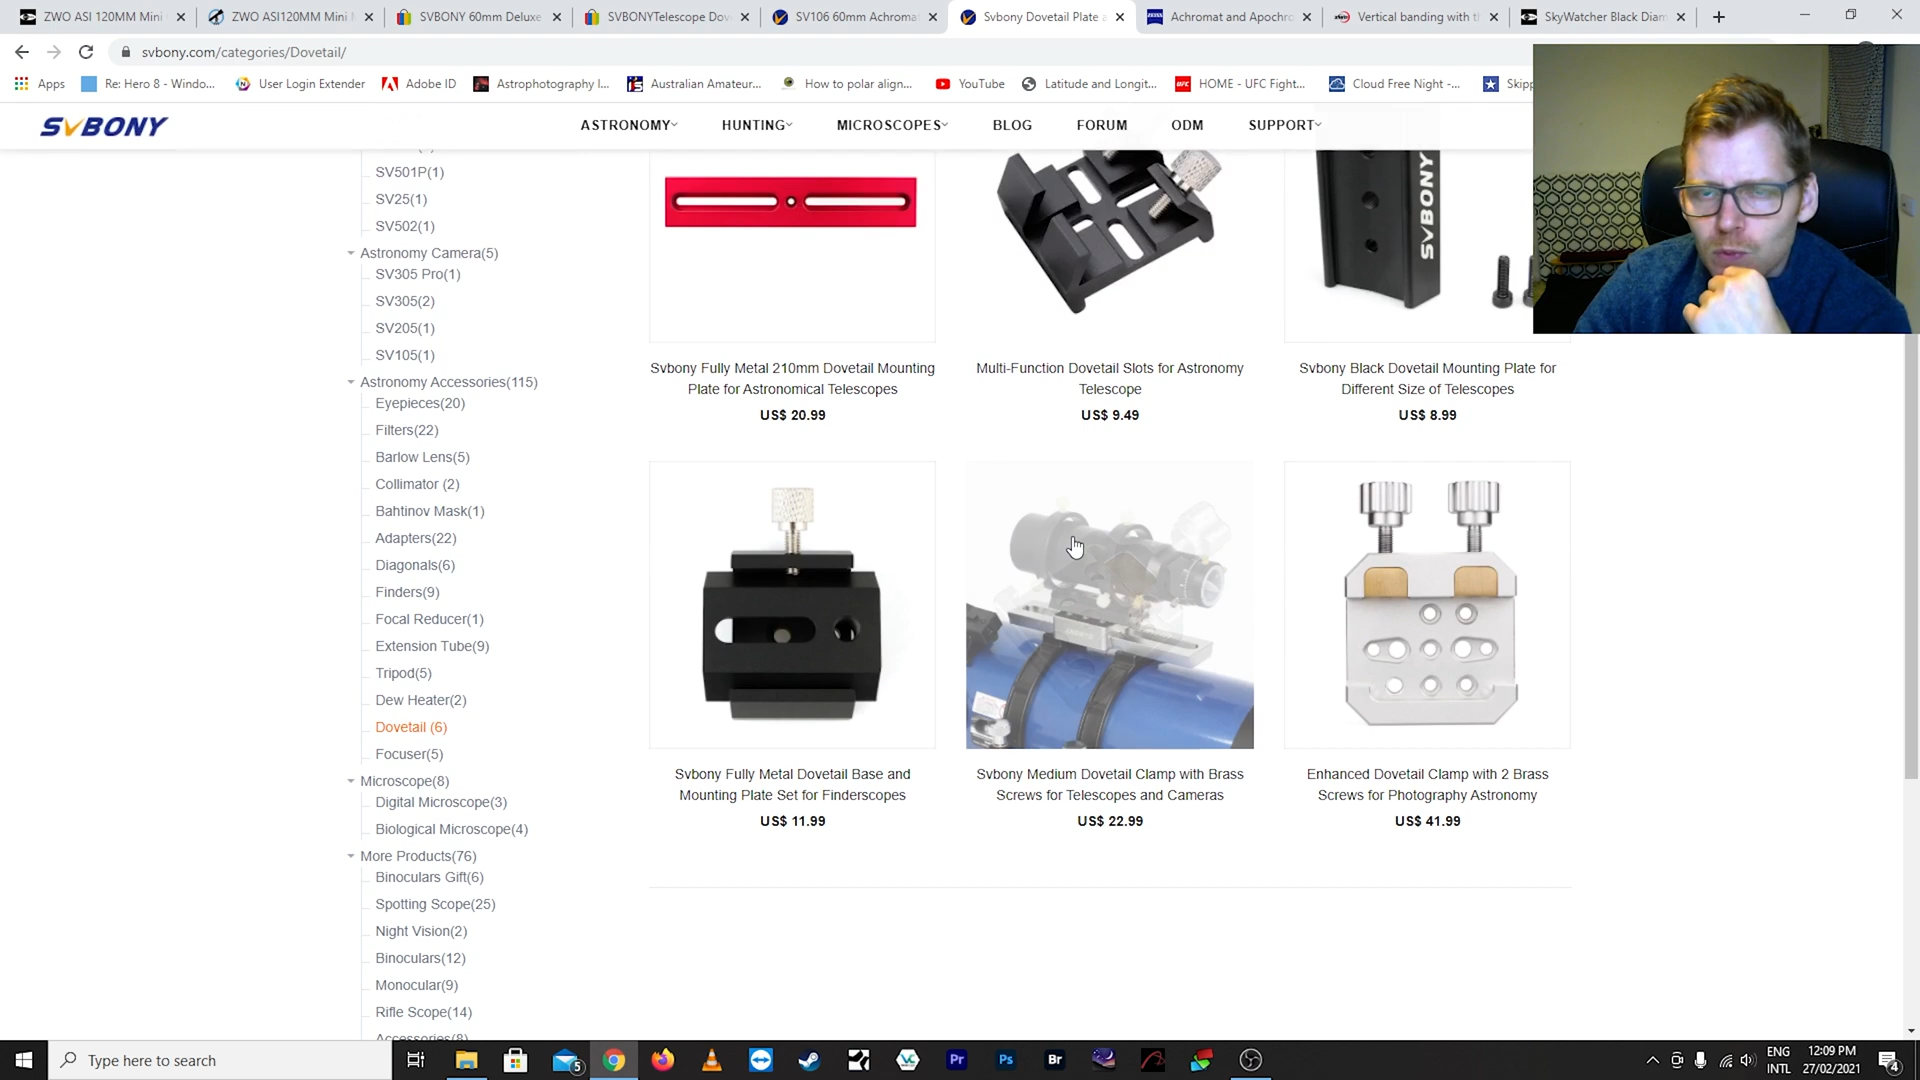 ZWO ASI 120MM Mini
ZWO ASI120MM Mini
SVBONY 60mm Deluxe
SVBONYTelescope Dov
SV106 60mm Achromat
Svbony Dovetail Plate a
Achromat and Apochro
Vertical banding with t
SkyWatcher Black Diam
svbony.com/categories/Dovetail/
Apps
Re: Hero 8 - Windo...
User Login Extender
Adobe ID
Astrophotography I...
Australian Amateur...
How to polar align...
YouTube
Latitude and Longit...
HOME - UFC Fight...
Cloud Free Night -...
Skipp
SVBONY
ASTRONOMY
HUNTING
MICROSCOPES
BLOG
FORUM
ODM
SUPPORT
SV501P(1)
SV25(1)
SV502(1)
Astronomy Camera(5)
SV305 Pro(1)
SV305(2)
SV205(1)
SV105(1)
Astronomy Accessories(115)
Eyepieces(20)
Filters(22)
Barlow Lens(5)
Collimator (2)
Bahtinov Mask(1)
Adapters(22)
Diagonals(6)
Finders(9)
Focal Reducer(1)
Extension Tube(9)
Tripod(5)
Dew Heater(2)
Dovetail (6)
Focuser(5)
Microscope(8)
Digital Microscope(3)
Biological Microscope(4)
More Products(76)
Binoculars Gift(6)
Spotting Scope(25)
Night Vision(2)
Binoculars(12)
Monocular(9)
Rifle Scope(14)
Accessories(8)
SVBONY
Svbony Fully Metal 210mm Dovetail Mounting
Plate for Astronomical Telescopes
US$ 20.99
Multi-Function Dovetail Slots for Astronomy
Telescope
US$ 9.49
Svbony Black Dovetail Mounting Plate for
Different Size of Telescopes
US$ 8.99
Svbony Fully Metal Dovetail Base and
Mounting Plate Set for Finderscopes
US$ 11.99
Svbony Medium Dovetail Clamp with Brass
Screws for Telescopes and Cameras
US$ 22.99
Enhanced Dovetail Clamp with 2 Brass
Screws for Photography Astronomy
US$ 41.99
Type here to search
5
Pr
Ps
Br
ENG
INTL
12:09 PM
27/02/2021
4